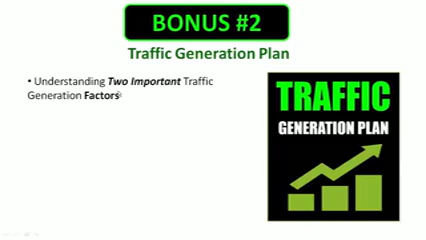 BONUS #2
Traffic Generation Plan
• Understanding Two Important Traffic
Generation Factors
TRAFFIC
GENERATION PLAN